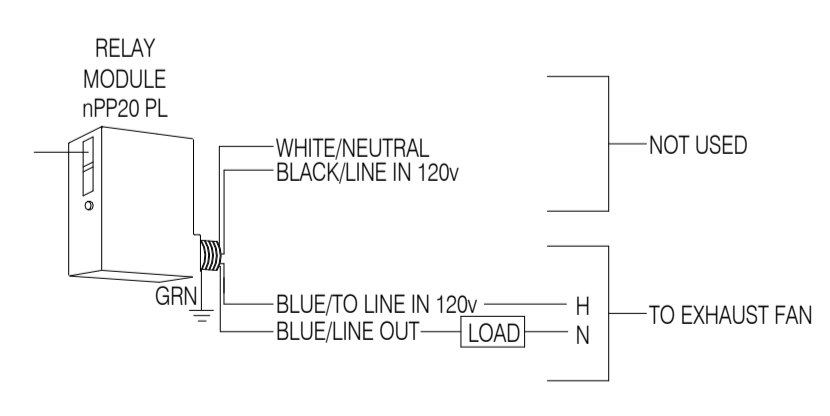 RELAY
MODULE
nPP20 PL
WHITE/NEUTRAL
BLACK/LINE IN 120v
NOT USED
GRN
BLUE/TO LINE IN 120v H
BLUE/LINE OUT LOAD N
TO EXHAUST FAN